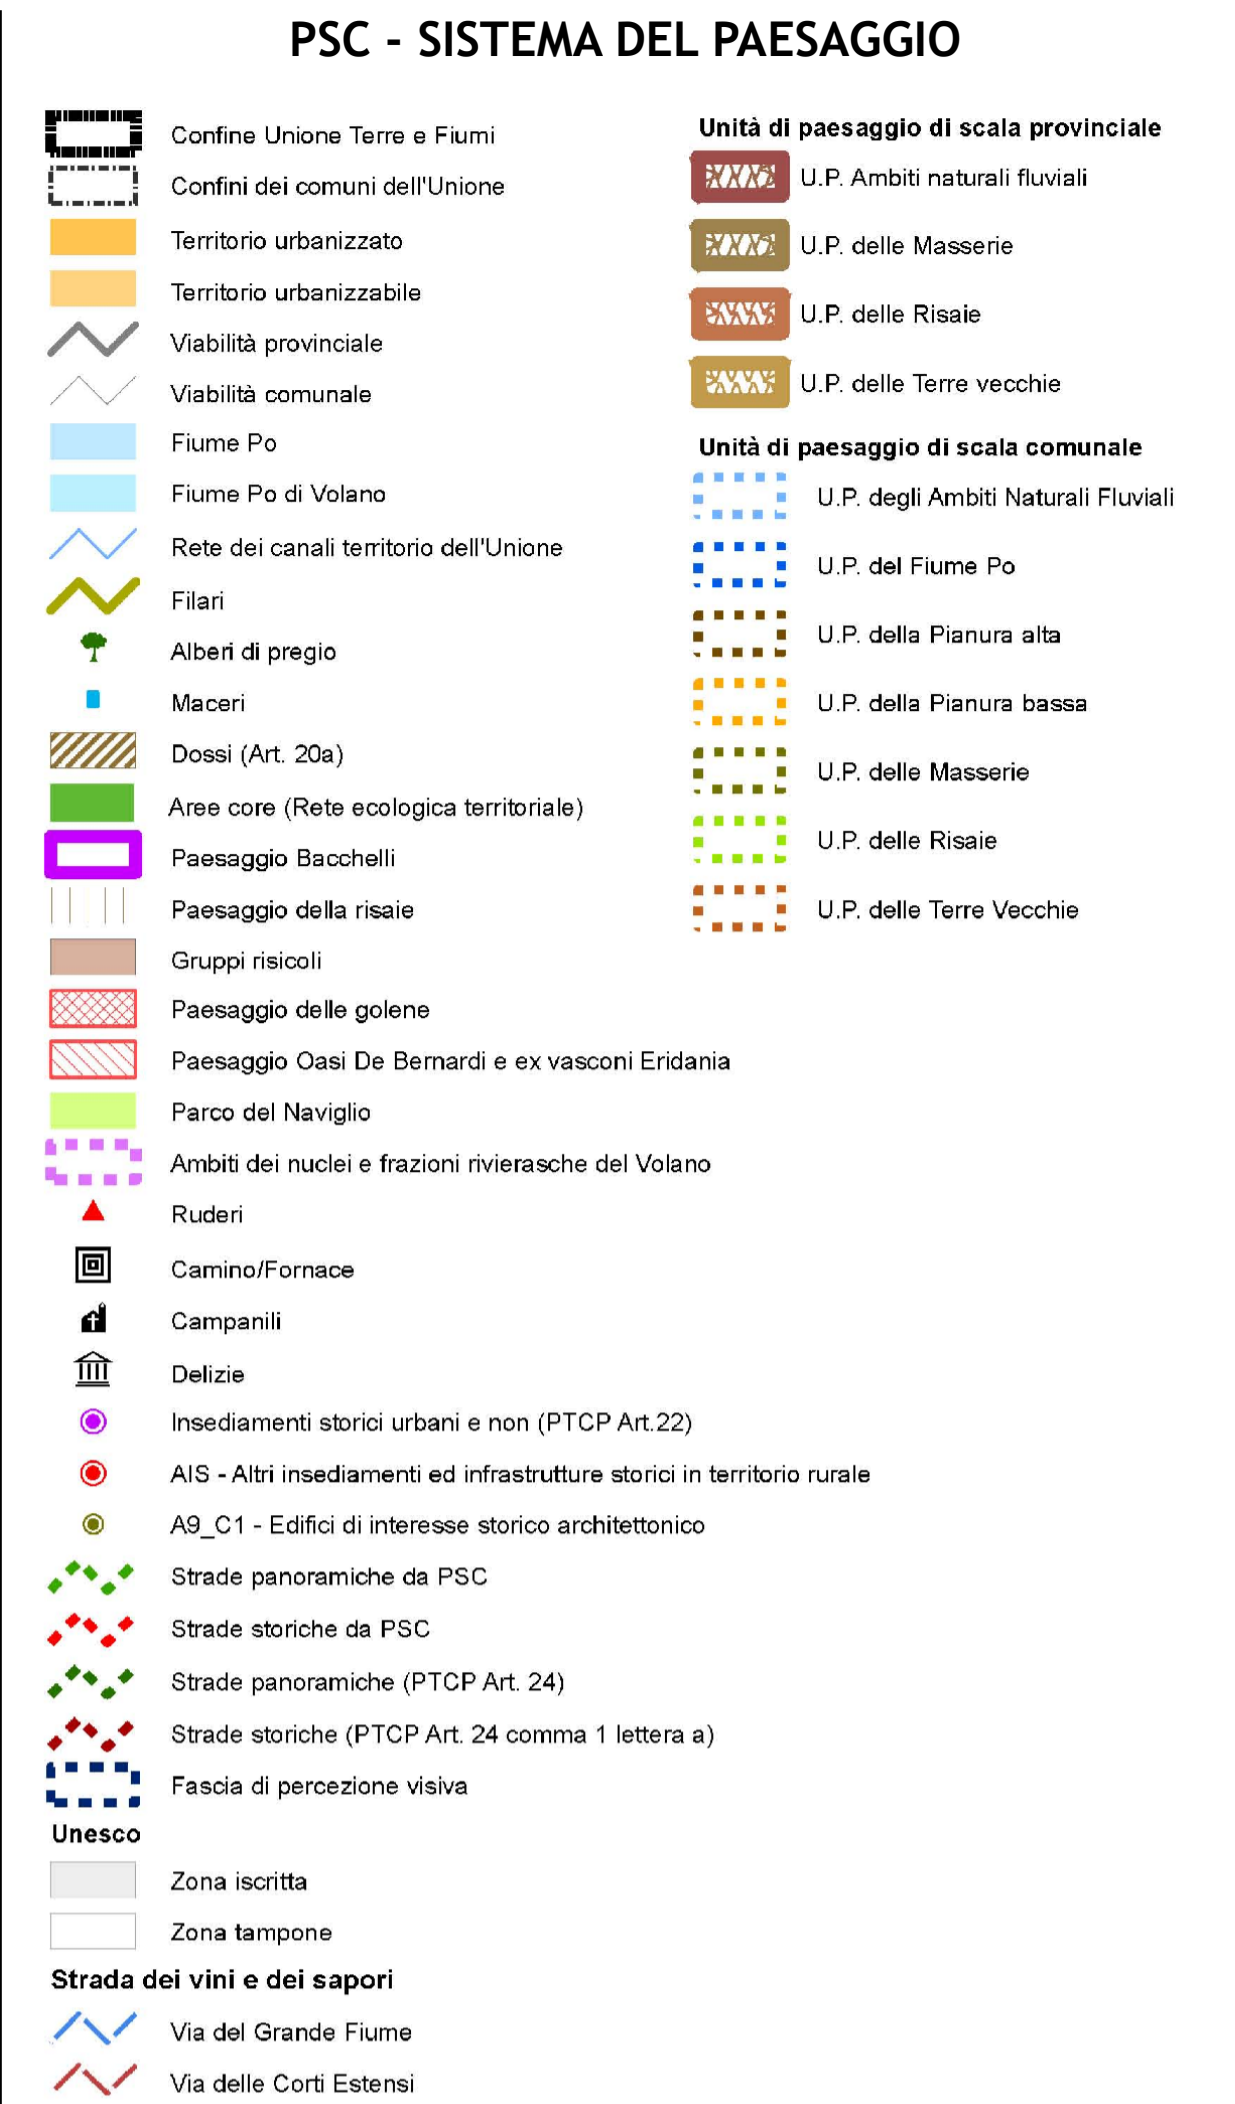 PSC - SISTEMA DEL PAESAGGIO
Confine Unione Terre e Fiumi
Confini dei comuni dell'Unione
Territorio urbanizzato
Territorio urbanizzabile
Viabilità provinciale
Viabilità comunale
Fiume Po
Fiume Po di Volano
Rete dei canali territorio dell'Unione
Filari
Alberi di pregio
Maceri
Dossi (Art. 20a)
Aree core (Rete ecologica territoriale)
Paesaggio Bacchelli
Paesaggio della risaie
Gruppi risicoli
Paesaggio delle golene
Paesaggio Oasi De Bernardi e ex vasconi Eridania
Parco del Naviglio
Ambiti dei nuclei e frazioni rivierasche del Volano
Ruderi
Camino/Fornace
Campanili
Delizie
Insediamenti storici urbani e non (PTCP Art.22)
AIS - Altri insediamenti ed infrastrutture storici in territorio rurale
A9_C1 - Edifici di interesse storico architettonico
Strade panoramiche da PSC
Strade storiche da PSC
Strade panoramiche (PTCP Art. 24)
Strade storiche (PTCP Art. 24 comma 1 lettera a)
Fascia di percezione visiva
Unesco
Zona iscritta
Zona tampone
Strada dei vini e dei sapori
Via del Grande Fiume
Via delle Corti Estensi
Unità di paesaggio di scala provinciale
U.P. Ambiti naturali fluviali
U.P. delle Masserie
U.P. delle Risaie
U.P. delle Terre vecchie
Unità di paesaggio di scala comunale
U.P. degli Ambiti Naturali Fluviali
U.P. del Fiume Po
U.P. della Pianura alta
U.P. della Pianura bassa
U.P. delle Masserie
U.P. delle Risaie
U.P. delle Terre Vecchie